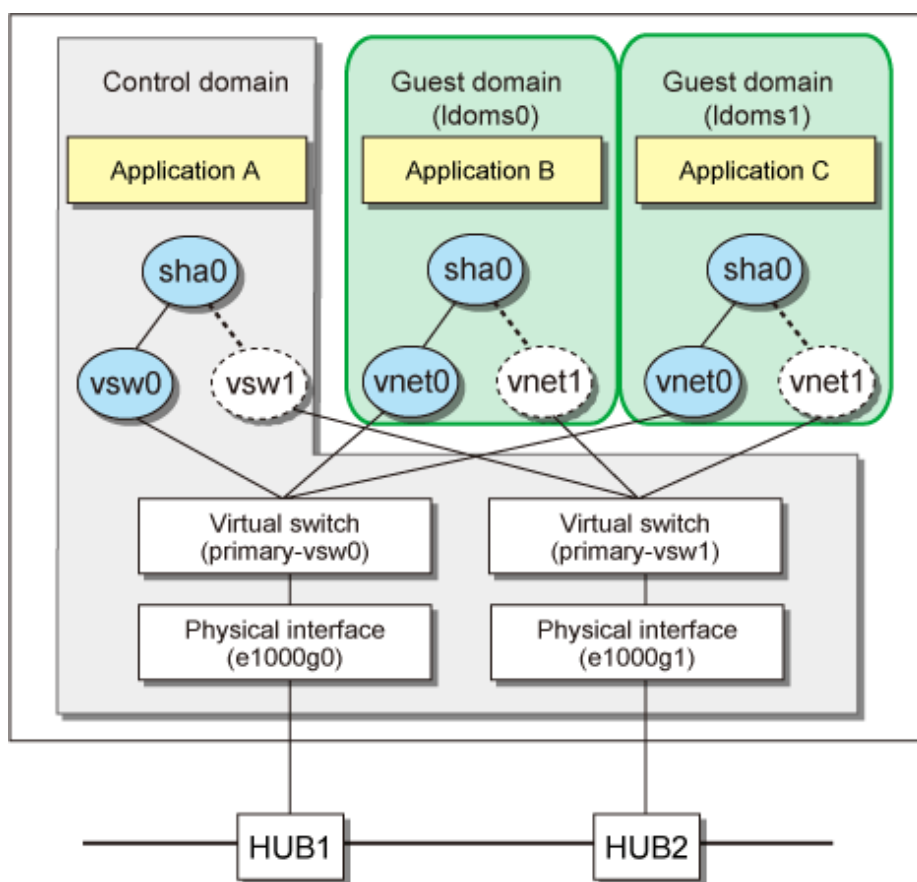 Control domain
Guest domain
(ldoms0)
Guest domain
(ldoms1)
Application A
Application B
Application C
sha0
sha0
sha0
vsw0
vsw1
vnet0
vnet1
vnet0
vnet1
Virtual switch
(primary-vsw0)
Virtual switch
(primary-vsw1)
Physical interface
(e1000g0)
Physical interface
(e1000g1)
HUB1
HUB2